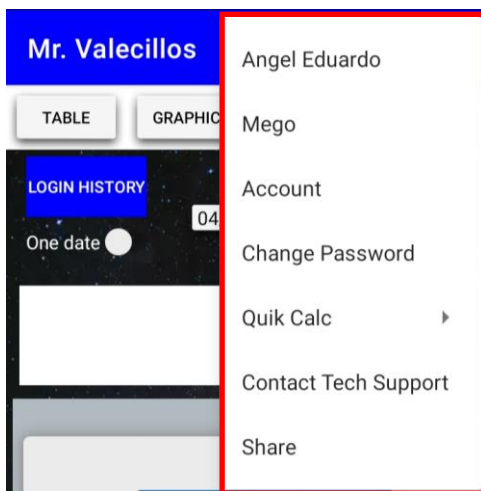 Mr. Valecillos
TABLE
GRAPHIC
LOGIN HISTORY
04
One date
Angel Eduardo
Mego
Account
Change Password
Quik Calc
Contact Tech Support
Share